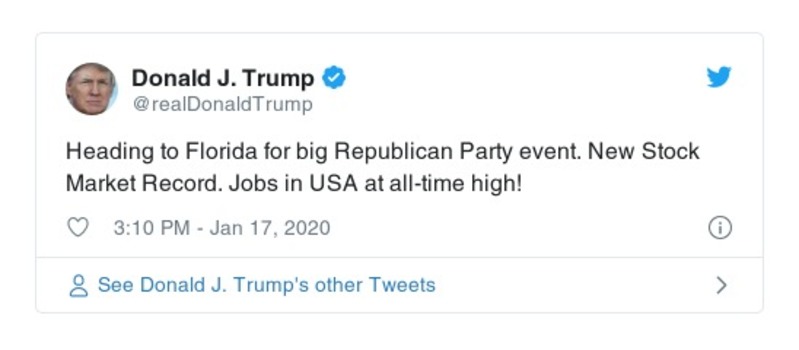 Donald J. Trump
@realDonaldTrump
Heading to Florida for big Republican Party event. New Stock
Market Record. Jobs in USA at all-time high!
3:10 PM - Jan 17, 2020
See Donald J. Trump's other Tweets